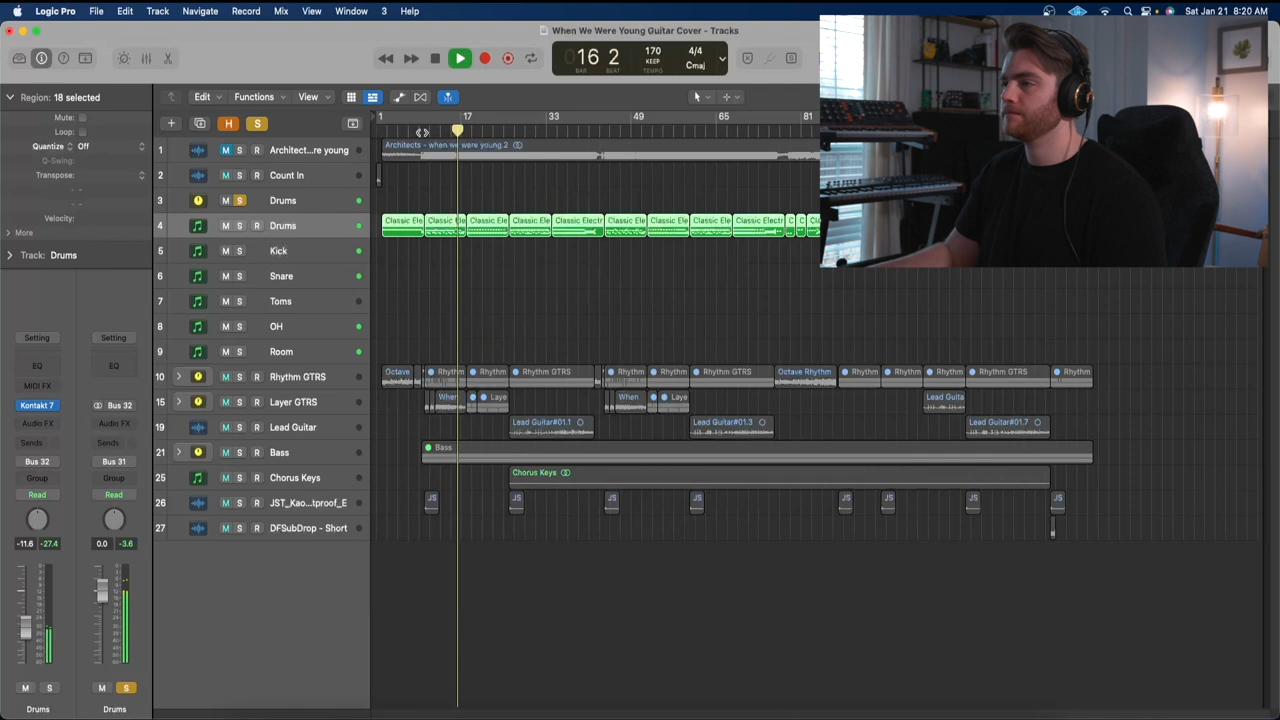 Logic Pro File Edit Track Navigate Record Mix View Window 3 Help Sat Jan 21 8:20 AM
When We Were Young Guitar Cover - Tracks
16 2 170 4/4
KEEP Cmaj
BAR BEAT TEMPO
Region: 18 selected Edit Functions View
Mute:
Loop:
Quantize Off
Q-Swing:
Transpose:
Velocity:
More
Track: Drums
H S
1 17 33 49 65 81
1 M S R Architect...re young
Architects - when we were young.2
2 M S R Count In
3 M S Drums
4 M S R Drums
Classic Ele Classic Ele Classic Ele Classic Electr Classic Ele Classic Ele Classic Ele Classic Electr C C
5 M S Kick
6 M S Snare
7 M S Toms
8 M S OH
9 M S Room
10 M S R Rhythm GTRS
Octave Rhythm Rhythm Rhythm GTRS Rhythm Rhythm Rhythm GTRS Octave Rhythm Rhythm Rhythm Rhythm Rhythm GTRS Rhythm
15 M S R Layer GTRS
When Laye When Laye Lead Guita
19 M S R Lead Guitar
Lead Guitar#01.1 Lead Guitar#01.3 Lead Guitar#01.7
21 M S R Bass
Bass
25 M S R Chorus Keys
Chorus Keys
26 M S R JST_Kao...tproof_E
JS JS JS JS JS JS JS JS
27 M S R DFSubDrop - Short
Setting Setting
EQ EQ
MIDI FX
Kontakt 7 Bus 32
Audio FX Audio FX
Sends Sends
Bus 32 Bus 31
Group Group
Read Read
-11.6 -27.4 0.0 -3.6
M S M S
Drums Drums